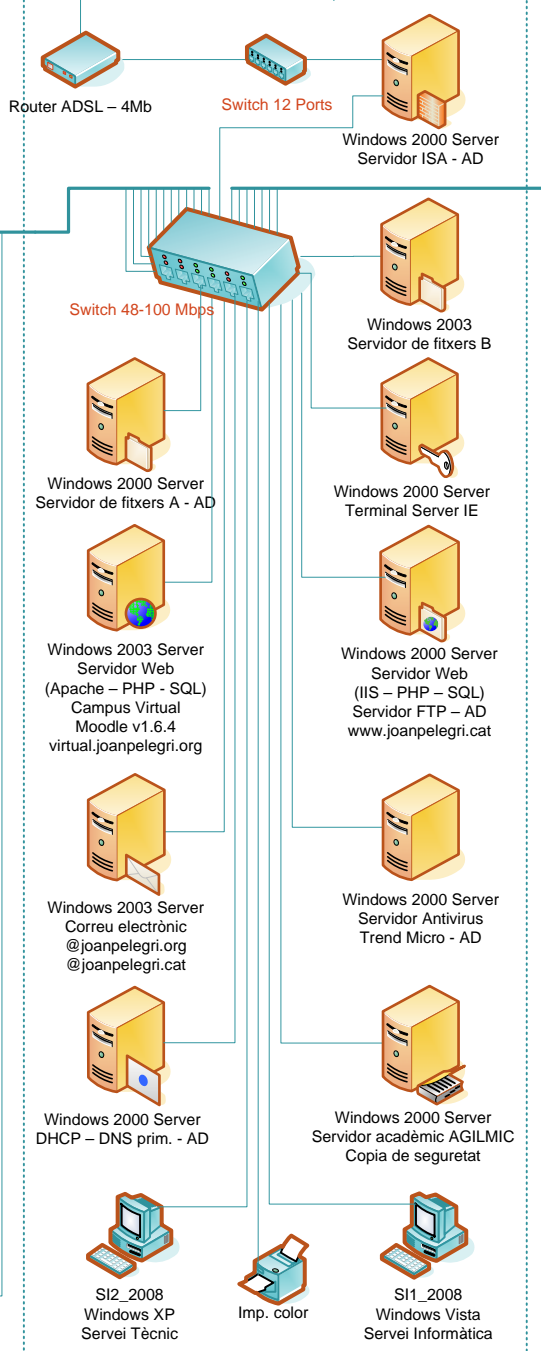 Router ADSL – 4Mb
Switch 12 Ports
Windows 2000 Server
Servidor ISA - AD
Switch 48-100 Mbps
Windows 2003
Servidor de fitxers B
Windows 2000 Server
Servidor de fitxers A - AD
Windows 2000 Server
Terminal Server IE
Windows 2003 Server
Servidor Web
(Apache – PHP - SQL)
Campus Virtual
Moodle v1.6.4
virtual.joanpelegri.org
Windows 2000 Server
Servidor Web
(IIS – PHP – SQL)
Servidor FTP – AD
www.joanpelegri.cat
Windows 2003 Server
Correu electrònic
@joanpelegri.org
@joanpelegri.cat
Windows 2000 Server
Servidor Antivirus
Trend Micro - AD
Windows 2000 Server
DHCP – DNS prim. - AD
Windows 2000 Server
Servidor acadèmic AGILMIC
Copia de seguretat
SI2_2008
Windows XP
Servei Tècnic
Imp. color
SI1_2008
Windows Vista
Servei Informàtica